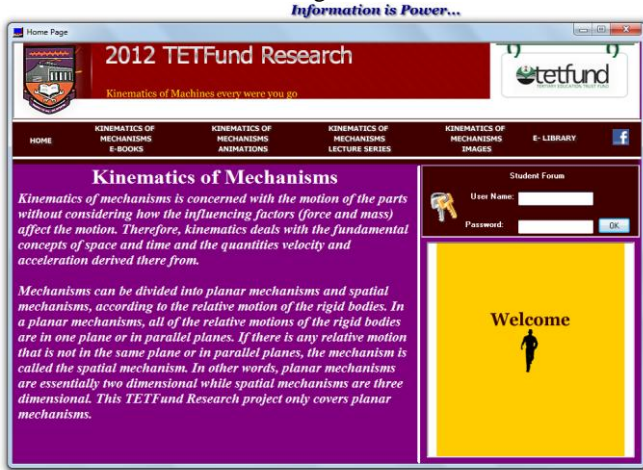 Information is Power...
Home Page
2012 TETFund Research
Kinematics of Machines every were you go
tetfund
TERTIARY EDUCATION TRUST FUND
HOME
KINEMATICS OF
MECHANISMS
E-BOOKS
KINEMATICS OF
MECHANISMS
ANIMATIONS
KINEMATICS OF
MECHANISMS
LECTURE SERIES
KINEMATICS OF
MECHANISMS
IMAGES
E- LIBRARY
f
Kinematics of Mechanisms
Kinematics of mechanisms is concerned with the motion of the parts
without considering how the influencing factors (force and mass)
affect the motion. Therefore, kinematics deals with the fundamental
concepts of space and time and the quantities velocity and
acceleration derived there from.
Mechanisms can be divided into planar mechanisms and spatial
mechanisms, according to the relative motion of the rigid bodies. In
a planar mechanisms, all of the relative motions of the rigid bodies
are in one plane or in parallel planes. If there is any relative motion
that is not in the same plane or in parallel planes, the mechanism is
called the spatial mechanism. In other words, planar mechanisms
are essentially two dimensional while spatial mechanisms are three
dimensional. This TETFund Research project only covers planar
mechanisms.
Student Forum
User Name:
Password:
OK
Welcome